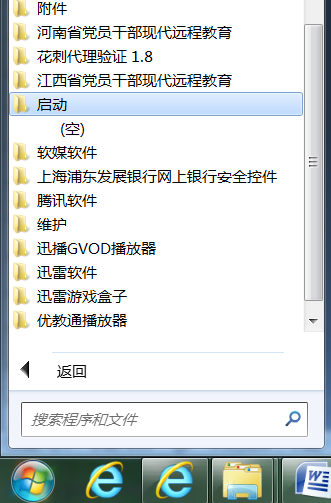 附件
河南省党员干部现代远程教育
花刺代理验证 1.8
江西省党员干部现代远程教育
启动
(空)
软媒软件
上海浦东发展银行网上银行安全控件
腾讯软件
维护
迅播GVOD播放器
迅雷软件
迅雷游戏盒子
优教通播放器
返回
搜索程序和文件
W